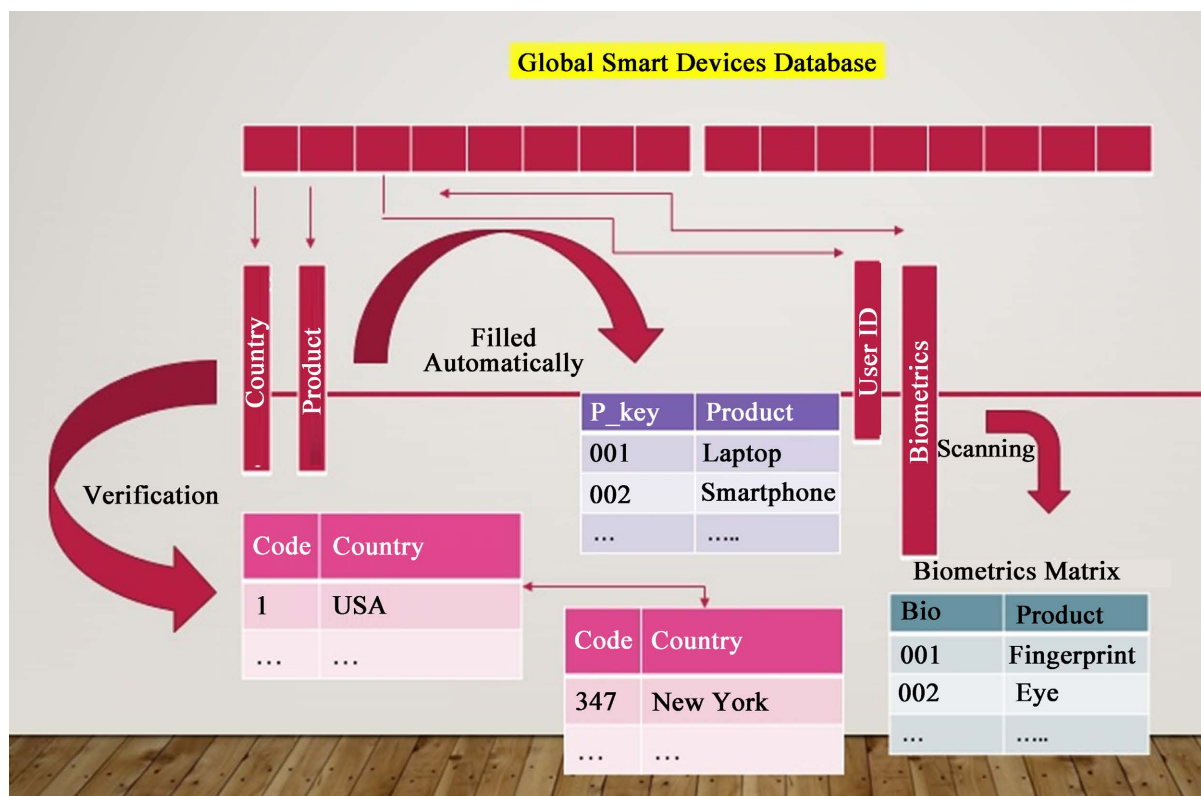 Global Smart Devices Database
Country
Product
Filled
Automatically
User ID
Biometrics
Verification
Scanning
P_key Product
001 Laptop
002 Smartphone
... .....
Code Country
1 USA
... ...
Code Country
347 New York
... ...
Biometrics Matrix
Bio Product
001 Fingerprint
002 Eye
... .....